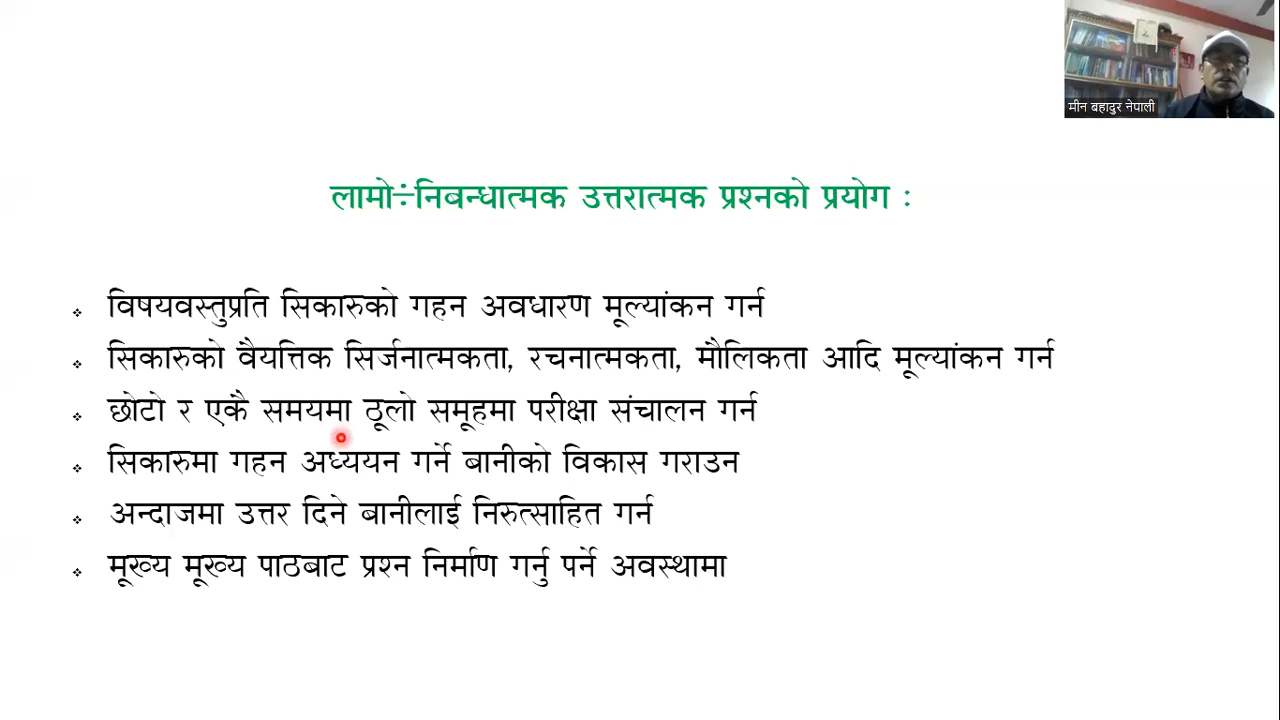 मीन बहादुर नेपाली
लामो÷निबन्धात्मक उत्तरात्मक प्रश्नको प्रयोग :
❖ विषयवस्तुप्रति सिकारुको गहन अवधारण मूल्यांकन गर्न
❖ सिकारुको वैयत्तिक सिर्जनात्मकता, रचनात्मकता, मौलिकता आदि मूल्यांकन गर्न
❖ छोटो र एकै समयमा ठूलो समूहमा परीक्षा संचालन गर्न
❖ सिकारुमा गहन अध्ययन गर्ने बानीको विकास गराउन
❖ अन्दाजमा उत्तर दिने बानीलाई निरुत्साहित गर्न
❖ मूख्य मूख्य पाठबाट प्रश्न निर्माण गर्नु पर्ने अवस्थामा